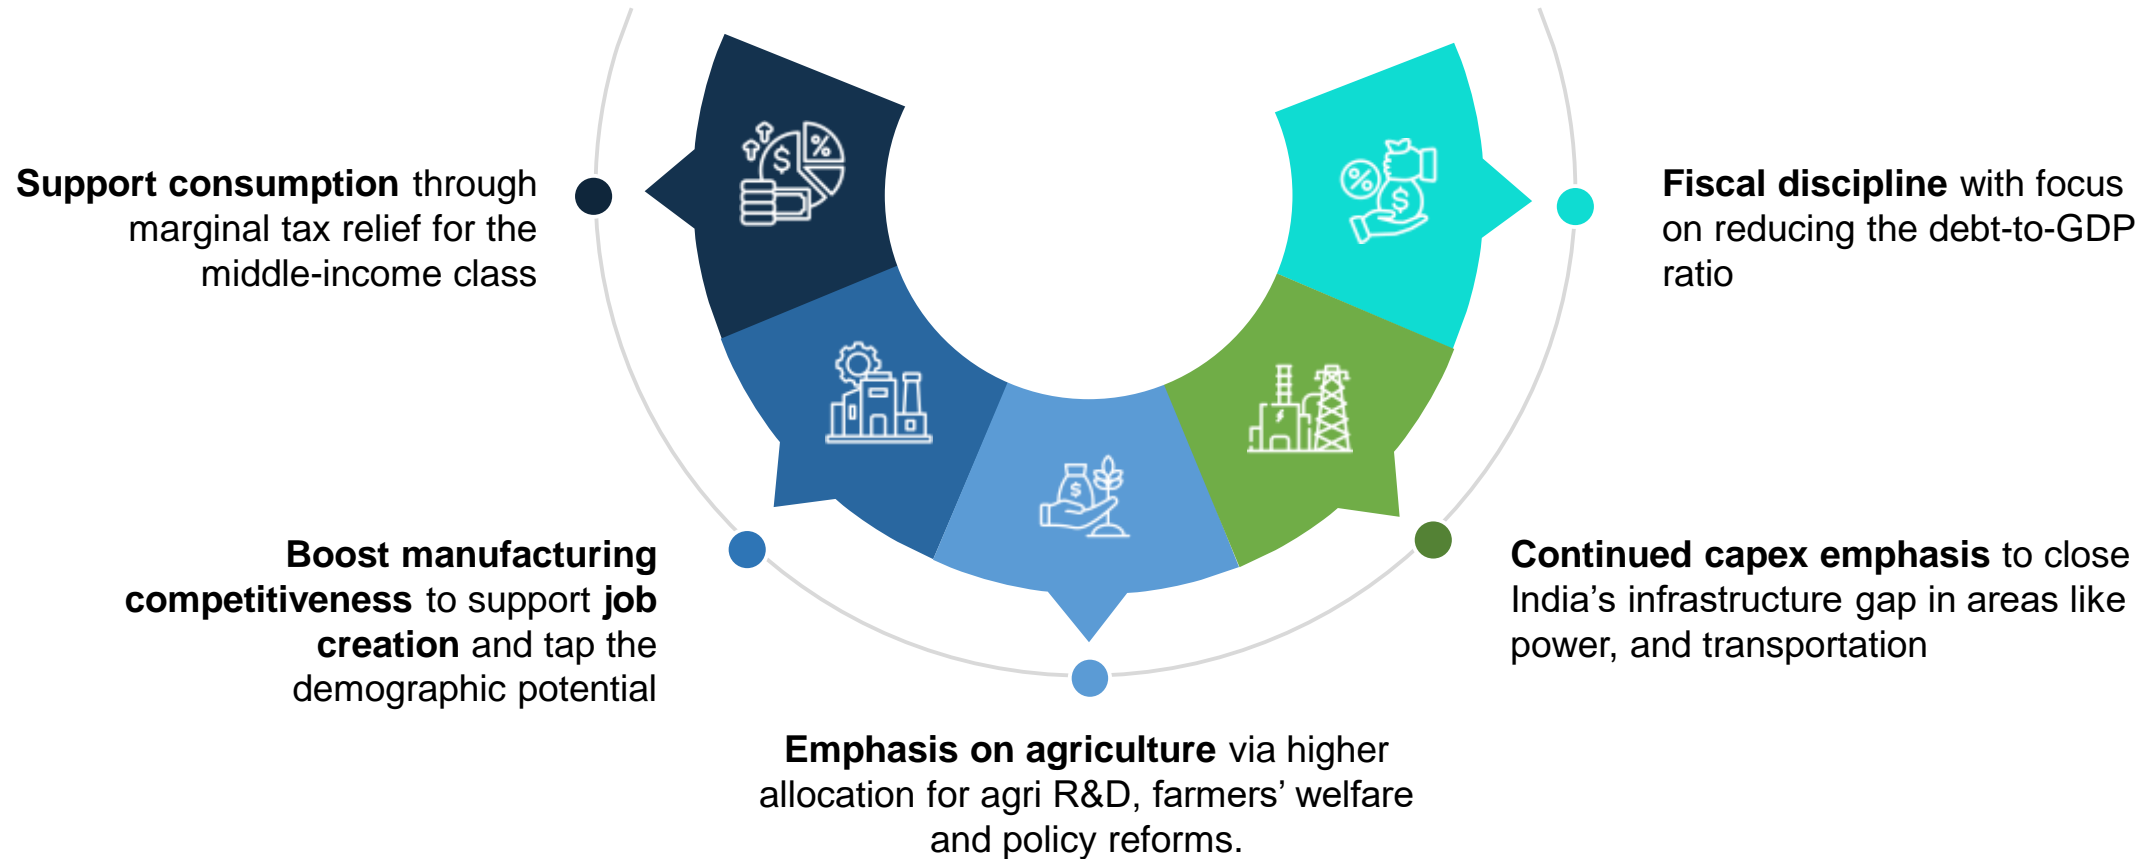 Support consumption through
marginal tax relief for the
middle-income class
Boost manufacturing
competitiveness to support job
creation and tap the
demographic potential
Emphasis on agriculture via higher
allocation for agri R&D, farmers’ welfare
and policy reforms.
Continued capex emphasis to close
India’s infrastructure gap in areas like
power, and transportation
Fiscal discipline with focus
on reducing the debt-to-GDP
ratio
$
%
$
%
$